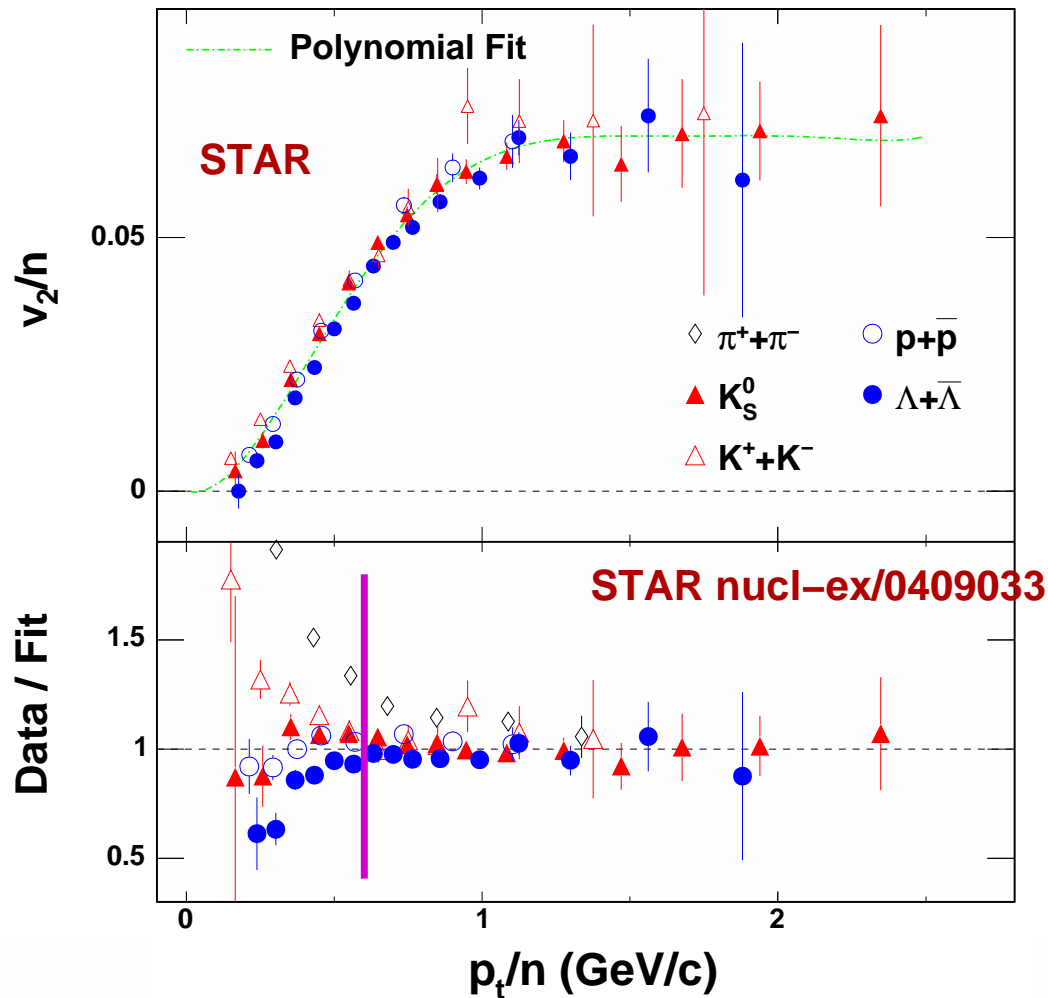 Polynomial Fit
STAR
0.05
v₂/n
π⁺+π⁻
p+p̅
K⁰_S
Λ+Λ̅
K⁺+K⁻
0
STAR nucl–ex/0409033
1.5
Data / Fit
1
0.5
0 1 2
pₜ/n (GeV/c)